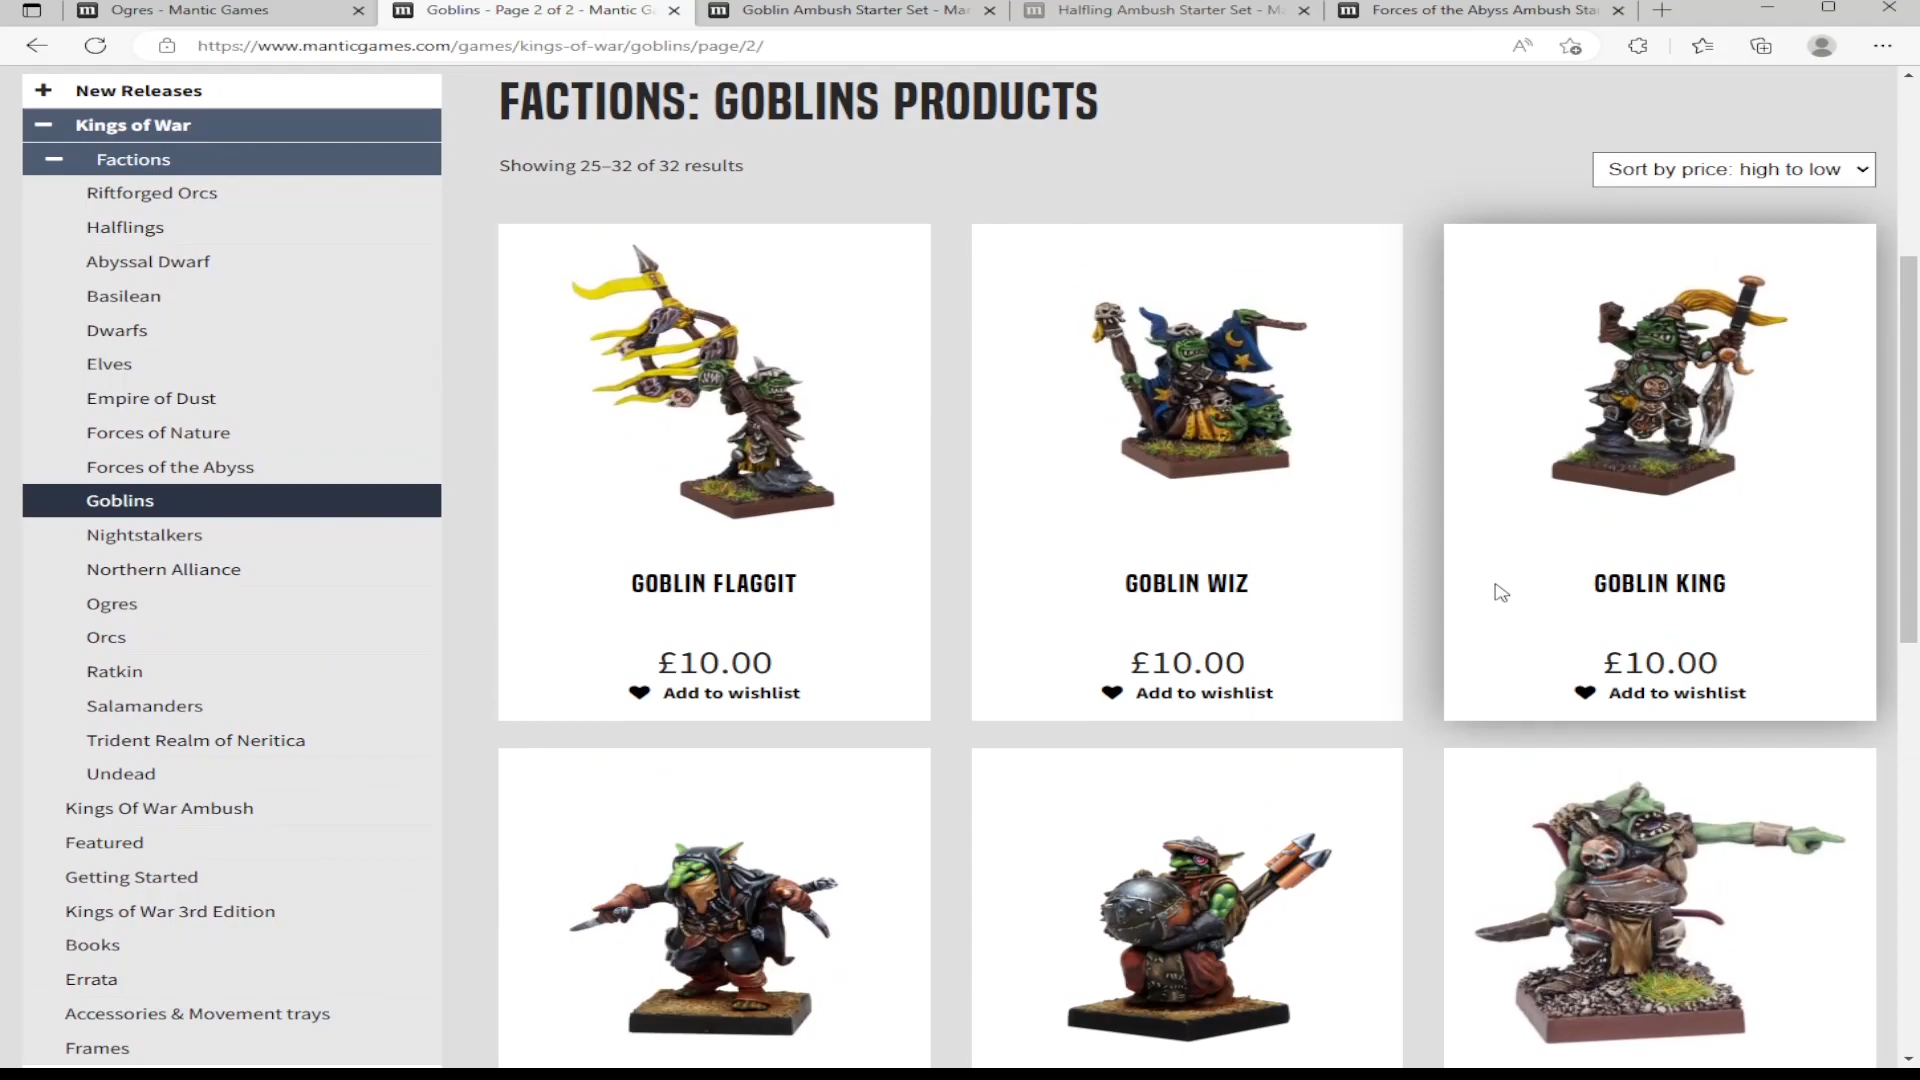 Ogres - Mantic Games
Goblins - Page 2 of 2 - Mantic G
Goblin Ambush Starter Set - Ma
Halfling Ambush Starter Set - M
Forces of the Abyss Ambush Sta
https://www.manticgames.com/games/kings-of-war/goblins/page/2/
New Releases
Kings of War
Factions
Riftforged Orcs
Halflings
Abyssal Dwarf
Basilean
Dwarfs
Elves
Empire of Dust
Forces of Nature
Forces of the Abyss
Goblins
Nightstalkers
Northern Alliance
Ogres
Orcs
Ratkin
Salamanders
Trident Realm of Neritica
Undead
Kings Of War Ambush
Featured
Getting Started
Kings of War 3rd Edition
Books
Errata
Accessories & Movement trays
Frames
FACTIONS: GOBLINS PRODUCTS
Showing 25–32 of 32 results
Sort by price: high to low
GOBLIN FLAGGIT
£10.00
Add to wishlist
GOBLIN WIZ
£10.00
Add to wishlist
GOBLIN KING
£10.00
Add to wishlist